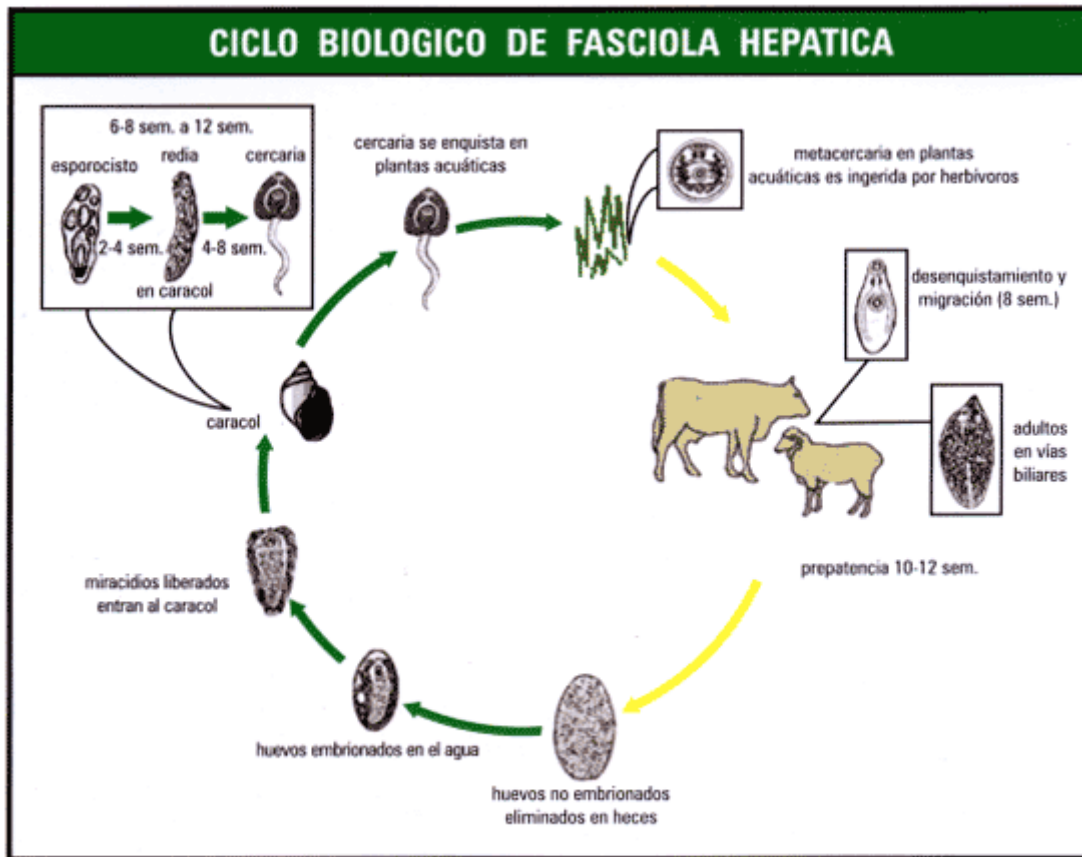 CICLO BIOLOGICO DE FASCIOLA HEPATICA
6-8 sem. a 12 sem.
esporocisto
redia
cercaria
2-4 sem.
4-8 sem.
en caracol
cercaria se enquista en
plantas acuáticas
metacercaria en plantas
acuáticas es ingerida por herbívoros
desenquistamiento y
migración (8 sem.)
adultos
en vías
biliares
prepatencia 10-12 sem.
huevos no embrionados
eliminados en heces
huevos embrionados en el agua
miracidios liberados
entran al caracol
caracol